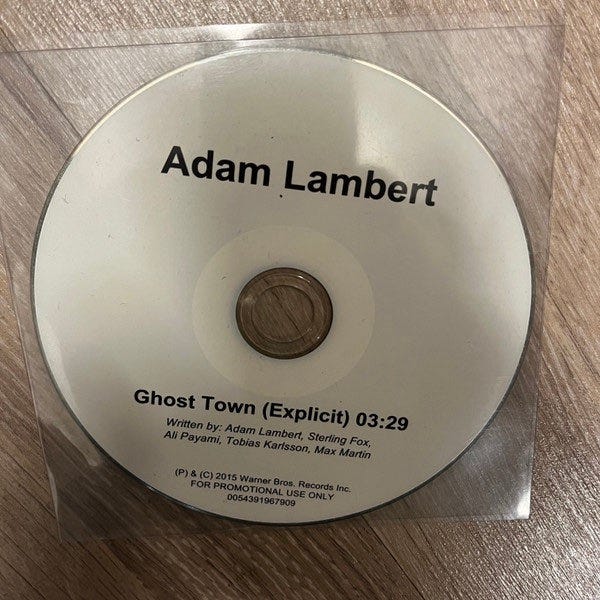 Adam Lambert
Ghost Town (Explicit) 03:29
Written by: Adam Lambert, Sterling Fox,
Ali Payami, Tobias Karlsson, Max Martin
(P) & (C) 2015 Warner Bros. Records Inc.
FOR PROMOTIONAL USE ONLY
0054391967909